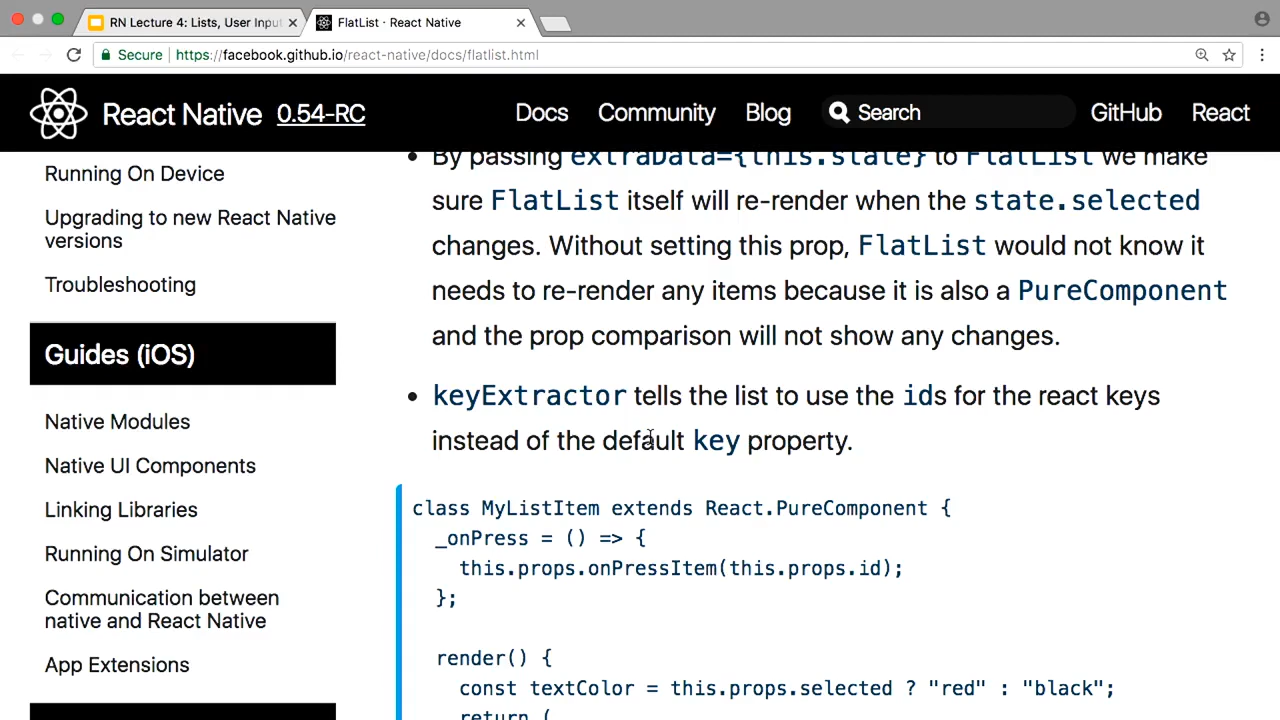 RN Lecture 4: Lists, User Input
FlatList · React Native
Secure
https://facebook.github.io/react-native/docs/flatlist.html
React Native 0.54-RC
Docs
Community
Blog
Search
GitHub
React
Running On Device
Upgrading to new React Native
versions
Troubleshooting
Guides (iOS)
Native Modules
Native UI Components
Linking Libraries
Running On Simulator
Communication between
native and React Native
App Extensions
• By passing extraData={this.state} to FlatList we make
sure FlatList itself will re-render when the state.selected
changes. Without setting this prop, FlatList would not know it
needs to re-render any items because it is also a PureComponent
and the prop comparison will not show any changes.
• keyExtractor tells the list to use the ids for the react keys
instead of the default key property.
class MyListItem extends React.PureComponent {
_onPress = () => {
this.props.onPressItem(this.props.id);
};
render() {
const textColor = this.props.selected ? "red" : "black";
return (